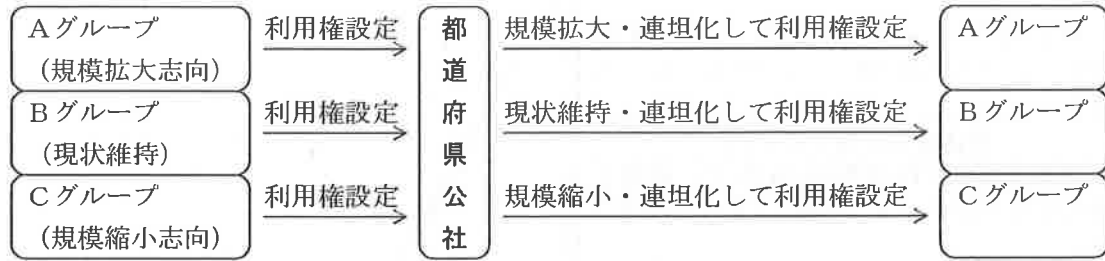 Aグループ
(規模拡大志向)
利用権設定
都道府県公社
規模拡大・連坦化して利用権設定
Aグループ
Bグループ
(現状維持)
利用権設定
現状維持・連坦化して利用権設定
Bグループ
Cグループ
(規模縮小志向)
利用権設定
規模縮小・連坦化して利用権設定
Cグループ